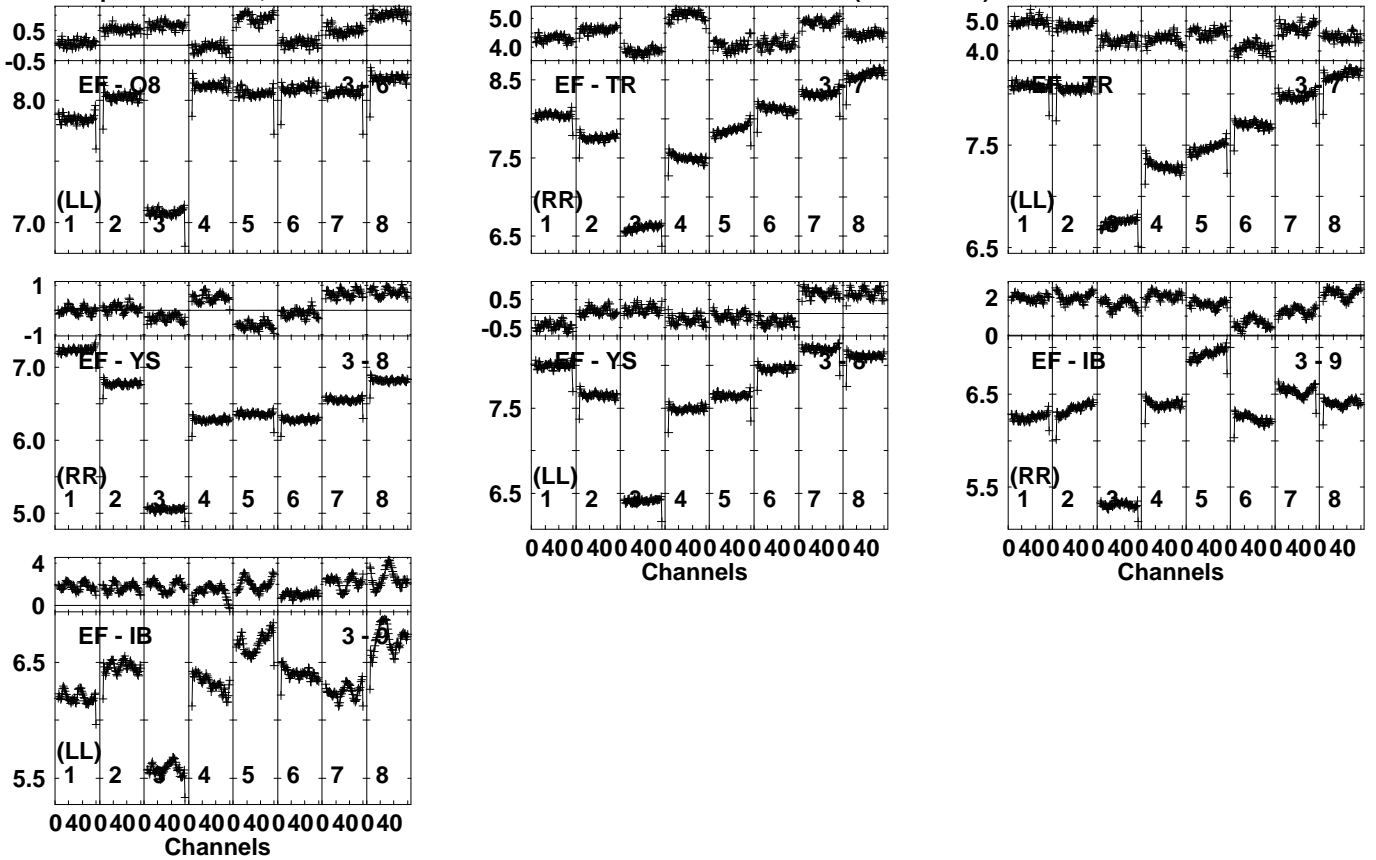 0.5 5.0 5.0
-0.5 4.0 4.0
EF - O8 3 - 6 8.5 EF - TR 3 - 7 EF - TR 3 - 7
8.0
7.5 7.5
(LL) (RR) (LL)
7.0 1 2 3 4 5 6 7 8 6.5 1 2 3 4 5 6 7 8 6.5 1 2 3 4 5 6 7 8
1 0.5 2
-1 -0.5 0
7.0 EF - YS 3 - 8 EF - YS 3 - 8 EF - IB 3 - 9
7.5 6.5
6.0
(RR) (LL) (RR)
5.0 1 2 3 4 5 6 7 8 6.5 1 2 3 4 5 6 7 8 5.5 1 2 3 4 5 6 7 8
0 40 0 40 0 40 0 40 0 40 0 40 0 40 0 40 0 40 0 40 0 40 0 40 0 40 0 40 0 40 0 40
Channels Channels
4
0
EF - IB 3 - 9
6.5
(LL)
5.5 1 2 3 4 5 6 7 8
0 40 0 40 0 40 0 40 0 40 0 40 0 40 0 40
Channels